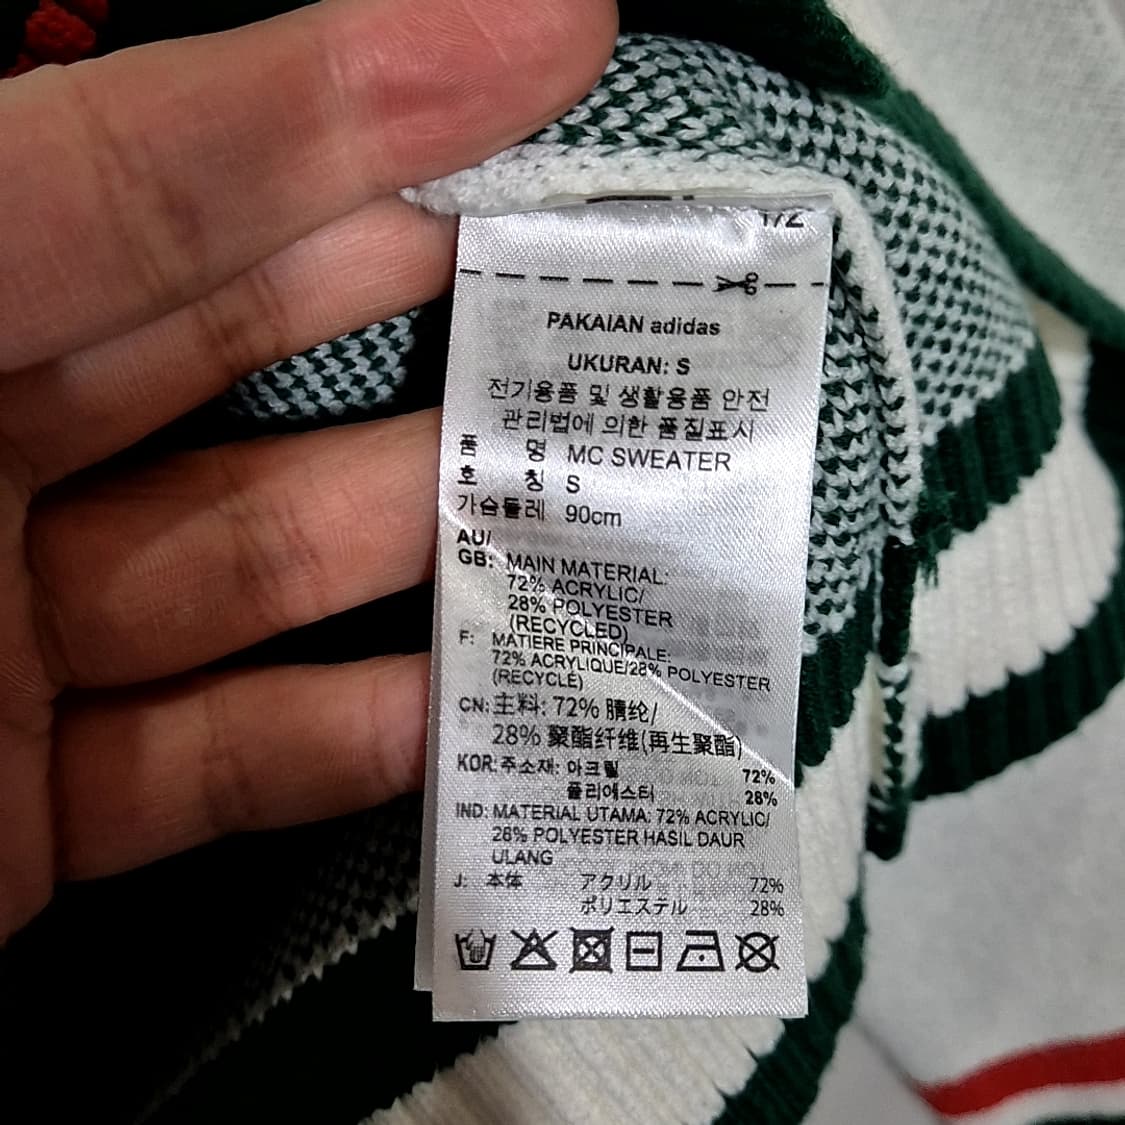 1/2
PAKAIAN adidas
UKURAN: S
전기용품 및 생활용품 안전
관리법에 의한 품질표시
품 명 MC SWEATER
호 칭 S
가슴둘레 90cm
AU/
GB: MAIN MATERIAL:
72% ACRYLIC/
28% POLYESTER
(RECYCLED)
F: MATIERE PRINCIPALE:
72% ACRYLIQUE/28% POLYESTER
(RECYCLÉ)
CN: 主料: 72% 腈纶/
28% 聚酯纤维(再生聚酯)
KOR: 주소재: 아크릴 72%
폴리에스터 28%
IND: MATERIAL UTAMA: 72% ACRYLIC/
28% POLYESTER HASIL DAUR
ULANG
J: 本体 アクリル 72%
ポリエステル 28%